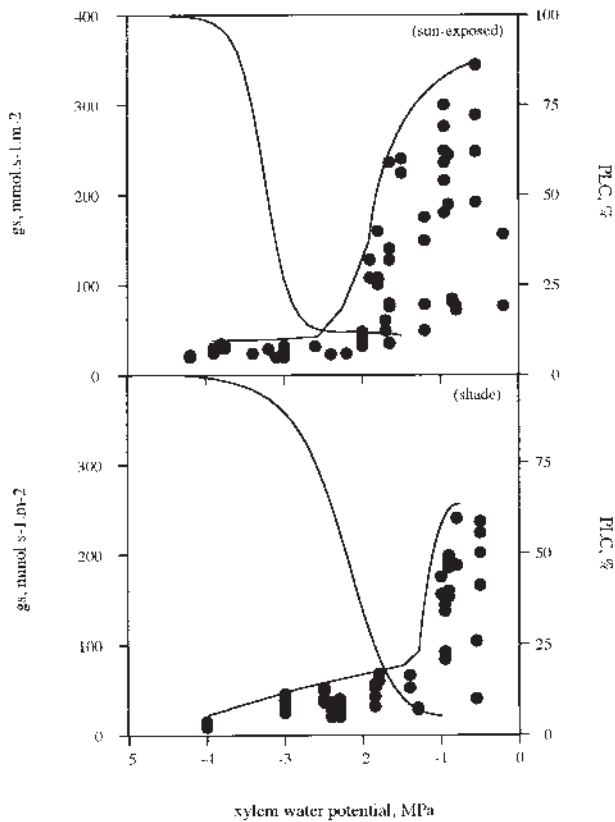 (sun-exposed)
400
300
200
100
0
gs, mmol.s-1.m-2
100
75
50
25
0
PLC, %
(shade)
300
200
100
0
gs, mmol s-1.m-2
75
50
25
0
PLC, %
-5 -4 -3 -2 -1 0
xylem water potential, MPa